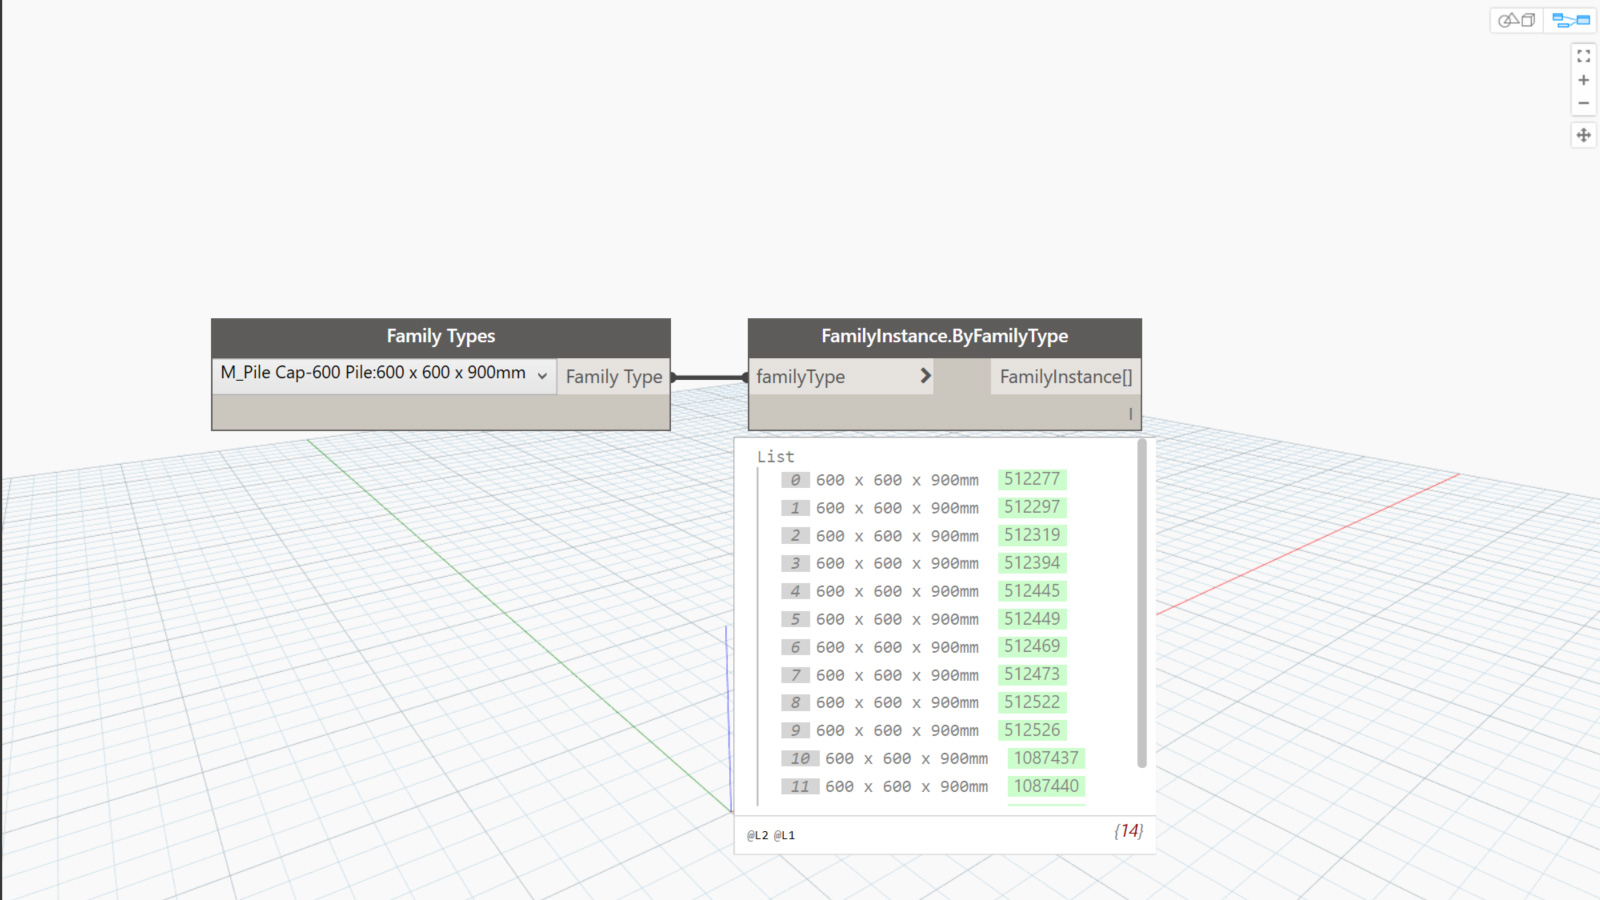 Family Types
M_Pile Cap-600 Pile:600 x 600 x 900mm
Family Type
FamilyInstance.ByFamilyType
familyType
FamilyInstance[]
List
0 600 x 600 x 900mm 512277
1 600 x 600 x 900mm 512297
2 600 x 600 x 900mm 512319
3 600 x 600 x 900mm 512394
4 600 x 600 x 900mm 512445
5 600 x 600 x 900mm 512449
6 600 x 600 x 900mm 512469
7 600 x 600 x 900mm 512473
8 600 x 600 x 900mm 512522
9 600 x 600 x 900mm 512526
10 600 x 600 x 900mm 1087437
11 600 x 600 x 900mm 1087440
@L2 @L1
{14}